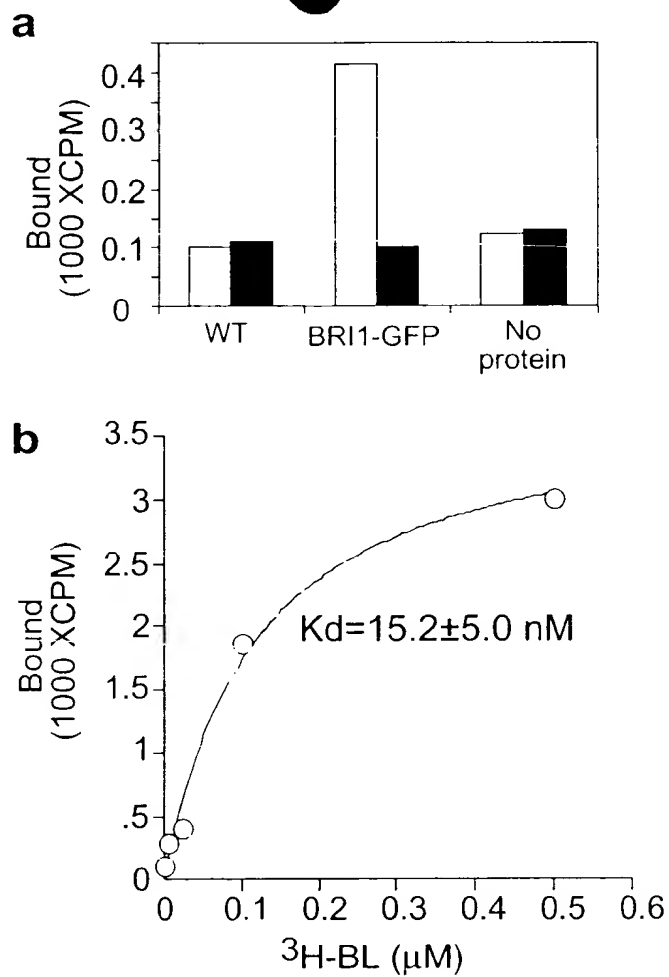 a
Bound
(1000 XCPM)
0.4
0.3
0.2
0.1
0
WT
BRI1-GFP
No
protein
b
Bound
(1000 XCPM)
3.5
3
2.5
2
1.5
1
.5
0
Kd=15.2±5.0 nM
0
0.1
0.2
0.3
0.4
0.5
0.6
³H-BL (μM)